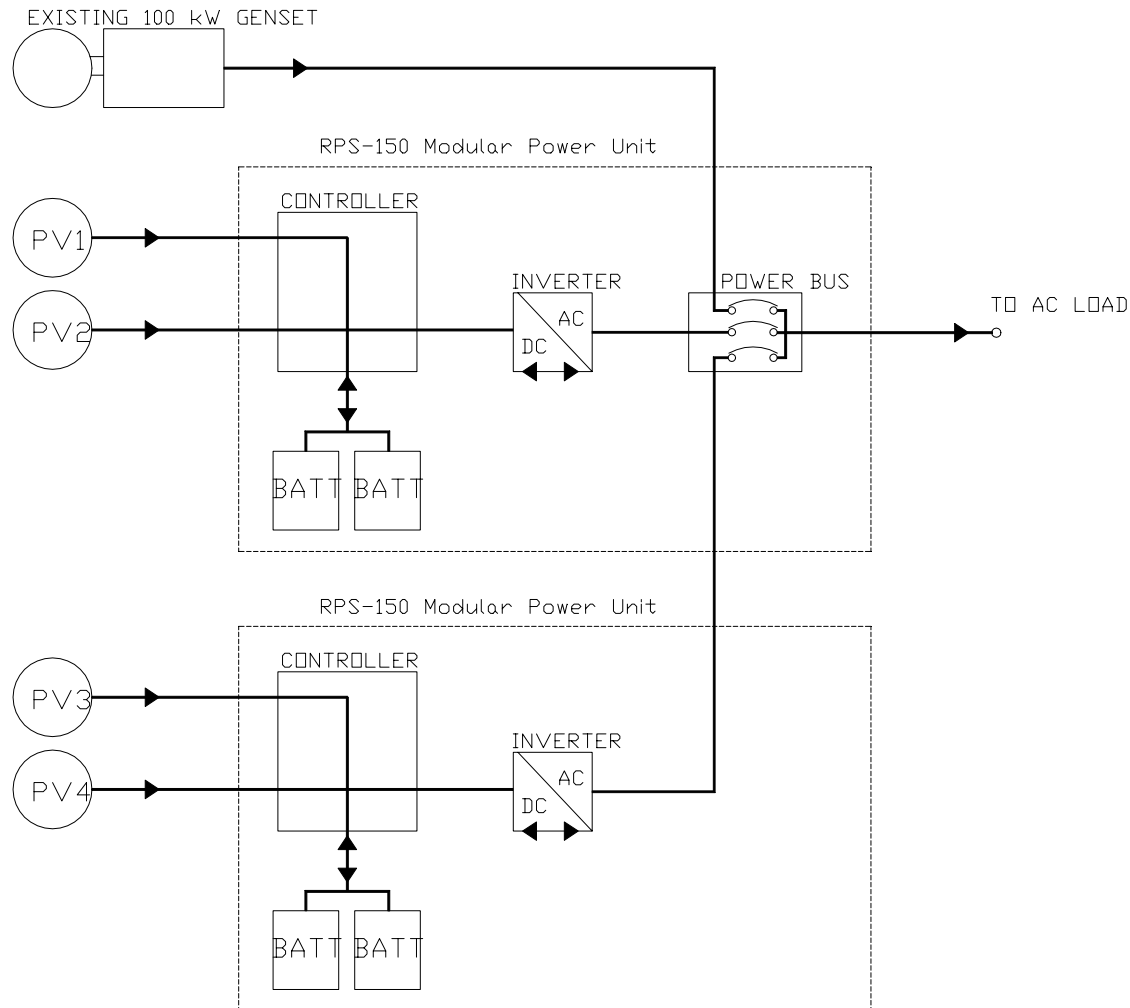 EXISTING 100 kW GENSET
RPS-150 Modular Power Unit
CONTROLLER
PV1
INVERTER
POWER BUS
TO AC LOAD
AC
PV2
DC
BATT BATT
RPS-150 Modular Power Unit
CONTROLLER
PV3
INVERTER
AC
PV4
DC
BATT BATT